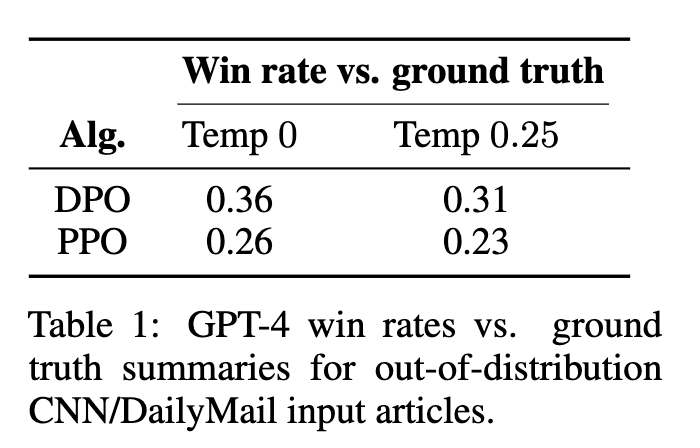 Win rate vs. ground truth
Alg. Temp 0 Temp 0.25
DPO 0.36 0.31
PPO 0.26 0.23
Table 1: GPT-4 win rates vs. ground
truth summaries for out-of-distribution
CNN/DailyMail input articles.